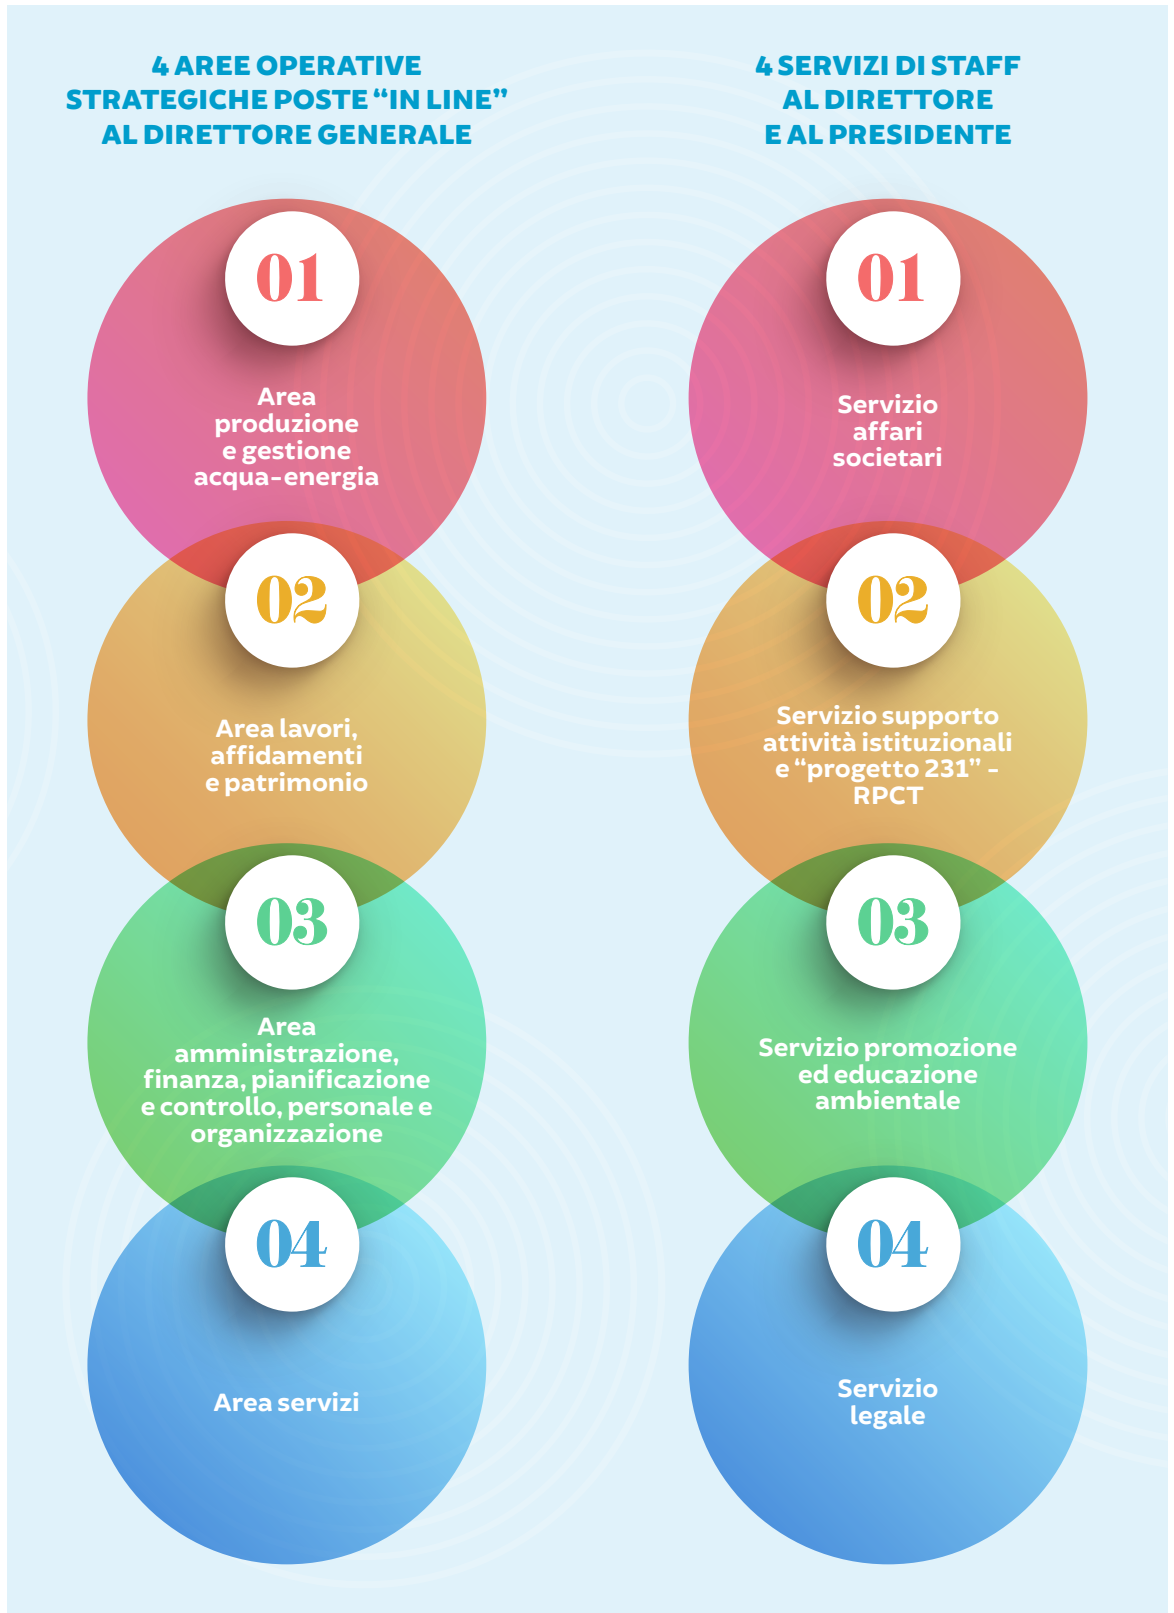 4 AREE OPERATIVE
STRATEGICHE POSTE “IN LINE”
AL DIRETTORE GENERALE
01
Area
produzione
e gestione
acqua-energia
02
Area lavori,
affidamenti
e patrimonio
03
Area
amministrazione,
finanza, pianificazione
e controllo, personale e
organizzazione
04
Area servizi
4 SERVIZI DI STAFF
AL DIRETTORE
E AL PRESIDENTE
01
Servizio
affari
societari
02
Servizio supporto
attività istituzionali
e “progetto 231” -
RPCT
03
Servizio promozione
ed educazione
ambientale
04
Servizio
legale